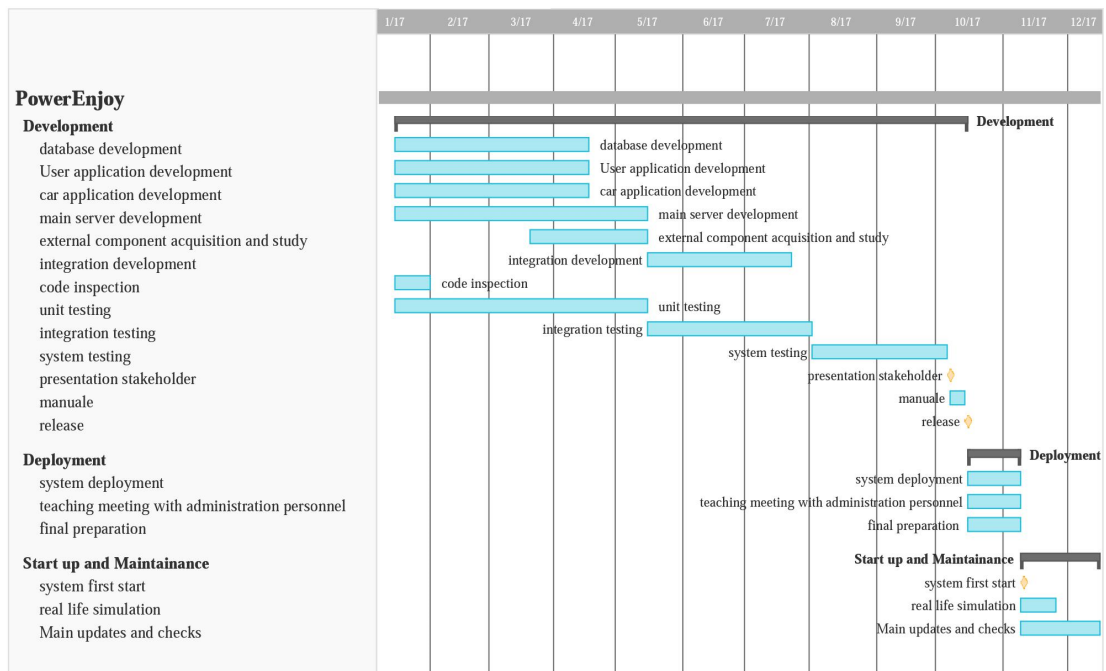 1/17 2/17 3/17 4/17 5/17 6/17 7/17 8/17 9/17 10/17 11/17 12/17
PowerEnjoy
Development Development
database development database development
User application development User application development
car application development car application development
main server development main server development
external component acquisition and study external component acquisition and study
integration development integration development
code inspection code inspection
unit testing unit testing
integration testing integration testing
system testing system testing
presentation stakeholder presentation stakeholder
manuale manuale
release release
Deployment Deployment
system deployment system deployment
teaching meeting with administration personnel teaching meeting with administration personnel
final preparation final preparation
Start up and Maintainance Start up and Maintainance
system first start system first start
real life simulation real life simulation
Main updates and checks Main updates and checks